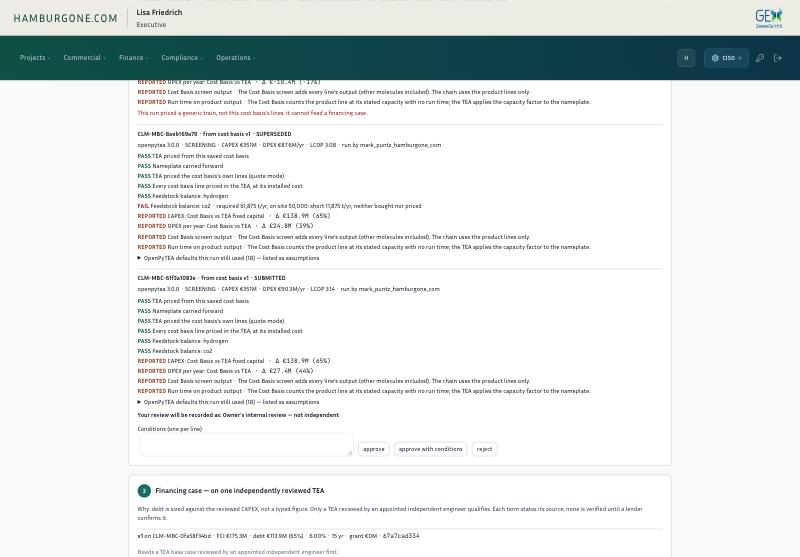 HAMBURGONE.COM
Lisa Friedrich
Executive
GEX
GreenEarthX
Projects
Commercial
Finance
Compliance
Operations
H
CISO
REPORTED OPEX per year: Cost Basis vs TEA · Δ €-10.4M (-17%)
REPORTED Cost Basis screen output · The Cost Basis screen adds every line's output (other molecules included). The chain uses the product lines only.
REPORTED Run time on product output · The Cost Basis counts the product line at its stated capacity with no run time; the TEA applies the capacity factor to the nameplate.
This run priced a generic train, not this cost basis's lines: it cannot feed a financing case.
CLM-MBC-8aeb169a79 · from cost basis v1 · SUPERSEDED
openpytea 3.0.0 · SCREENING · CAPEX €351M · OPEX €87.6M/yr · LCOP 3.08 · run by mark_puntz_hamburgone_com
PASS TEA priced from this saved cost basis
PASS Nameplate carried forward
PASS TEA priced the cost basis's own lines (quote mode)
PASS Every cost basis line priced in the TEA, at its installed cost
PASS Feedstock balance: hydrogen
FAIL Feedstock balance: co2 · required 61,875 t/yr, on site 50,000: short 11,875 t/yr, neither bought nor priced
REPORTED CAPEX: Cost Basis vs TEA fixed capital · Δ €138.9M (65%)
REPORTED OPEX per year: Cost Basis vs TEA · Δ €24.8M (39%)
REPORTED Cost Basis screen output · The Cost Basis screen adds every line's output (other molecules included). The chain uses the product lines only.
REPORTED Run time on product output · The Cost Basis counts the product line at its stated capacity with no run time; the TEA applies the capacity factor to the nameplate.
▶ OpenPyTEA defaults this run still used (18) — listed as assumptions
CLM-MBC-61f3a1083e · from cost basis v1 · SUBMITTED
openpytea 3.0.0 · SCREENING · CAPEX €351M · OPEX €90.3M/yr · LCOP 3.14 · run by mark_puntz_hamburgone_com
PASS TEA priced from this saved cost basis
PASS Nameplate carried forward
PASS TEA priced the cost basis's own lines (quote mode)
PASS Every cost basis line priced in the TEA, at its installed cost
PASS Feedstock balance: hydrogen
PASS Feedstock balance: co2
REPORTED CAPEX: Cost Basis vs TEA fixed capital · Δ €138.9M (65%)
REPORTED OPEX per year: Cost Basis vs TEA · Δ €27.4M (44%)
REPORTED Cost Basis screen output · The Cost Basis screen adds every line's output (other molecules included). The chain uses the product lines only.
REPORTED Run time on product output · The Cost Basis counts the product line at its stated capacity with no run time; the TEA applies the capacity factor to the nameplate.
▶ OpenPyTEA defaults this run still used (18) — listed as assumptions
Your review will be recorded as: Owner's internal review — not independent
Conditions (one per line)
approve
approve with conditions
reject
3 Financing case — on one independently reviewed TEA
Why: debt is sized against the reviewed CAPEX, not a typed figure. Only a TEA reviewed by an appointed independent engineer qualifies. Each term states its source; none is verified until a lender
confirms it.
v1 on CLM-MBC-0fa58f34bd · FCI €175.3M · debt €113.9M (65%) · 6.00% · 15 yr · grant €0M · 67a7cad334
Needs a TEA base case reviewed by an appointed independent engineer first.